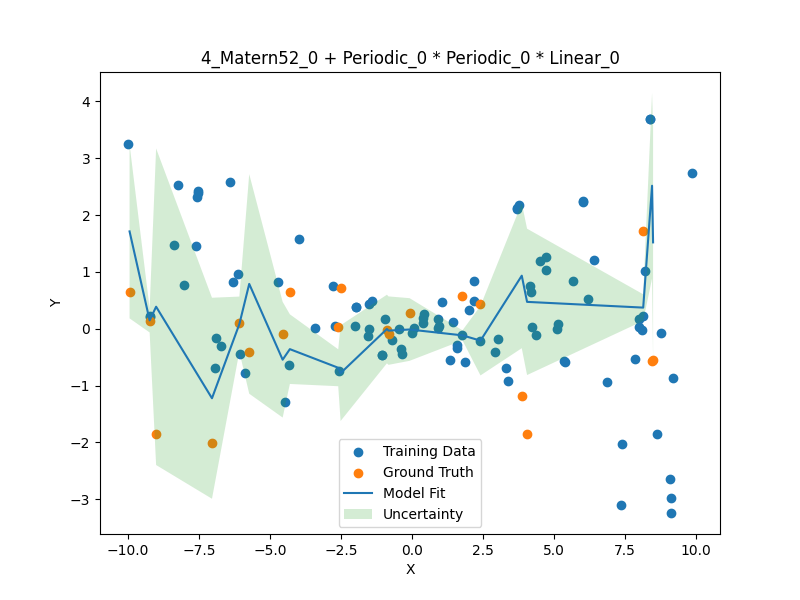 4_Matern52_0 + Periodic_0 * Periodic_0 * Linear_0
4
3
2
1
0
−1
−2
−3
Y
−10.0 −7.5 −5.0 −2.5 0.0 2.5 5.0 7.5 10.0
X
Training Data
Ground Truth
Model Fit
Uncertainty